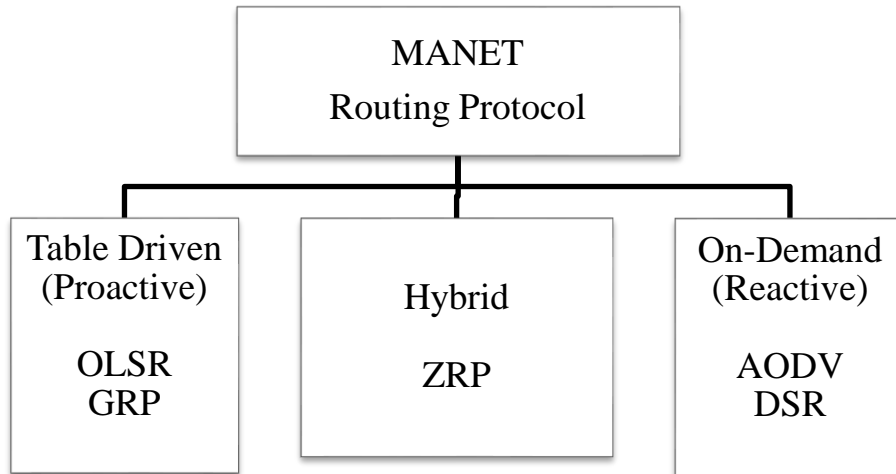 MANET
Routing Protocol
Table Driven
(Proactive)
OLSR
GRP
Hybrid
ZRP
On-Demand
(Reactive)
AODV
DSR